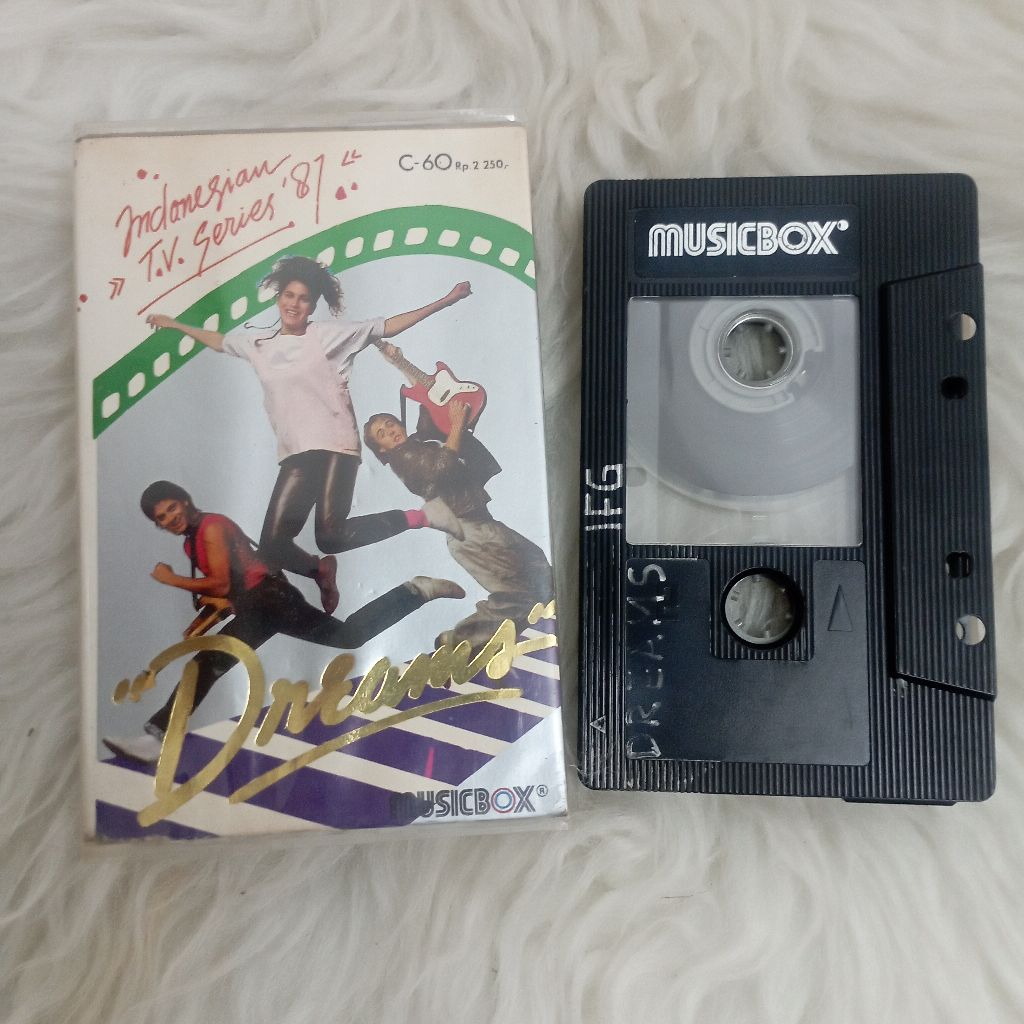 Indonesian
» T.V. Series '87 «
C-60 Rp. 2 250,-
"Dreams"
MUSICBOX®
MUSICBOX®
IFG
DREAMS